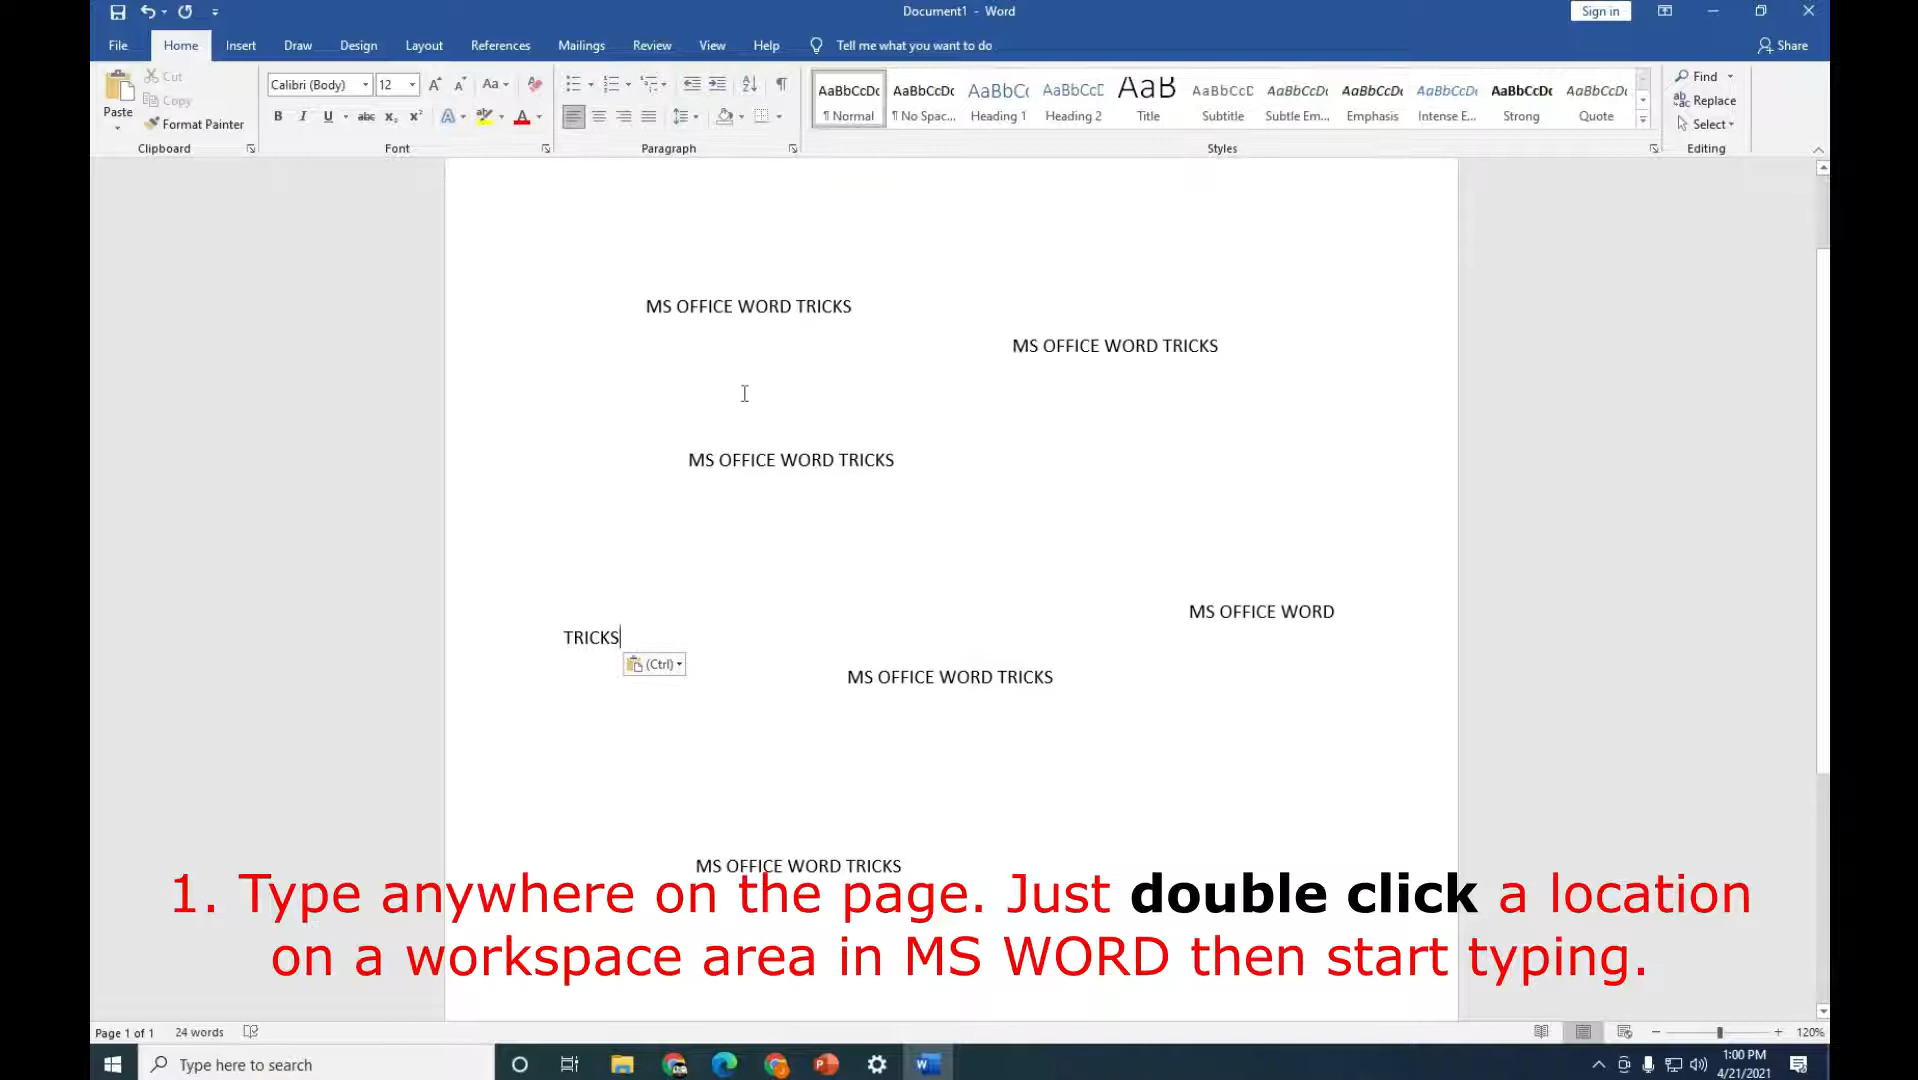 Document1 - Word
Sign in
File Home Insert Draw Design Layout References Mailings Review View Help Tell me what you want to do Share
Paste
Cut
Copy
Format Painter
Clipboard
Calibri (Body) 12
Font
Paragraph
AaBbCcDc AaBbCcDc AaBbCc AaBbCcD AaB AaBbCcD AaBbCcDc AaBbCcDc AaBbCcDc AaBbCcDc AaBbCcDc
¶ Normal ¶ No Spac... Heading 1 Heading 2 Title Subtitle Subtle Em... Emphasis Intense E... Strong Quote
Styles
Find
Replace
Select
Editing
MS OFFICE WORD TRICKS
MS OFFICE WORD TRICKS
MS OFFICE WORD TRICKS
MS OFFICE WORD
TRICKS
(Ctrl)
MS OFFICE WORD TRICKS
MS OFFICE WORD TRICKS
1. Type anywhere on the page. Just double click a location
on a workspace area in MS WORD then start typing.
Page 1 of 1 24 words 120%
Type here to search
1:00 PM
4/21/2021